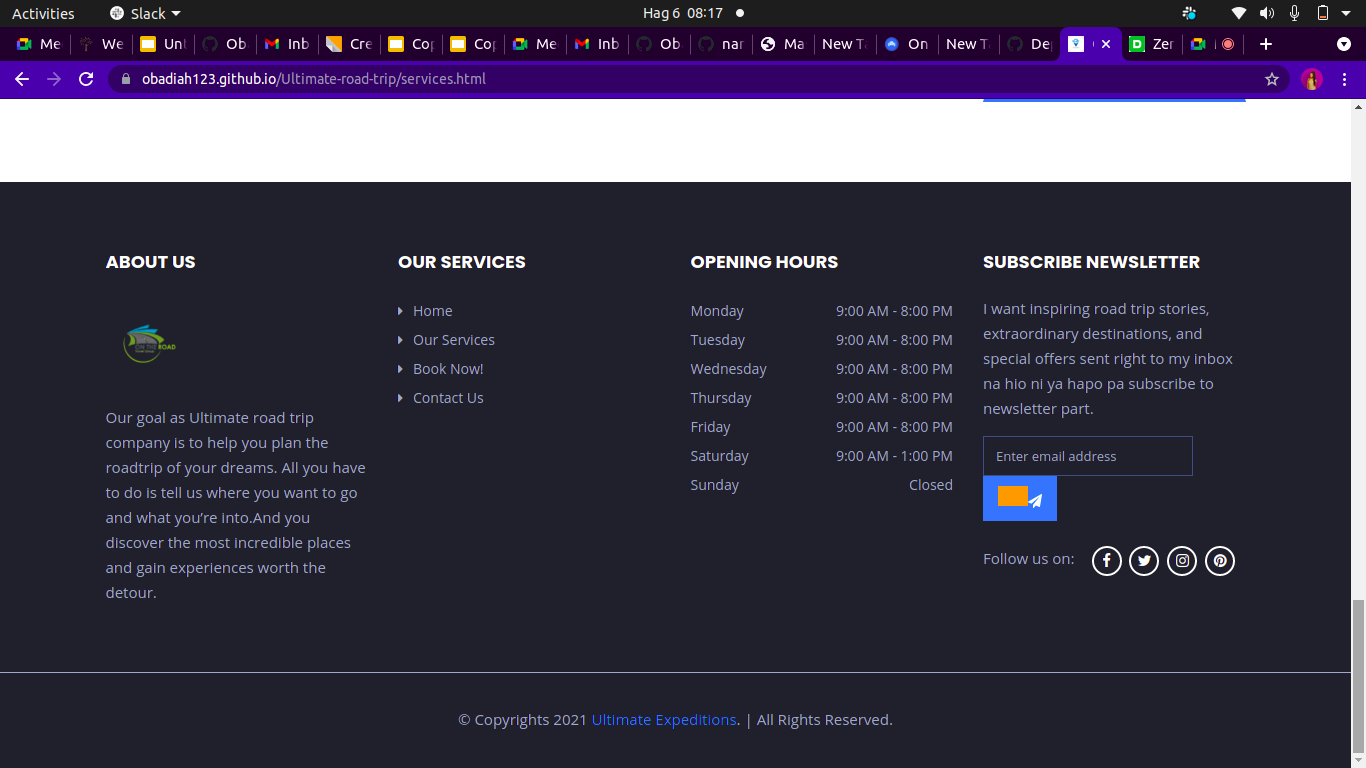 Activities
Slack
Hag 6 08:17
Me
We
Unt
Ob
Inb
Cre
Cop
Cop
Me
Inb
Ob
nar
Ma
New T
On
New T
Dep
Zer
obadiah123.github.io/Ultimate-road-trip/services.html
ABOUT US
ROAD
Our goal as Ultimate road trip
company is to help you plan the
roadtrip of your dreams. All you have
to do is tell us where you want to go
and what you’re into.And you
discover the most incredible places
and gain experiences worth the
detour.
OUR SERVICES
Home
Our Services
Book Now!
Contact Us
OPENING HOURS
Monday 9:00 AM - 8:00 PM
Tuesday 9:00 AM - 8:00 PM
Wednesday 9:00 AM - 8:00 PM
Thursday 9:00 AM - 8:00 PM
Friday 9:00 AM - 8:00 PM
Saturday 9:00 AM - 1:00 PM
Sunday Closed
SUBSCRIBE NEWSLETTER
I want inspiring road trip stories,
extraordinary destinations, and
special offers sent right to my inbox
na hio ni ya hapo pa subscribe to
newsletter part.
Enter email address
Follow us on:
© Copyrights 2021 Ultimate Expeditions. | All Rights Reserved.